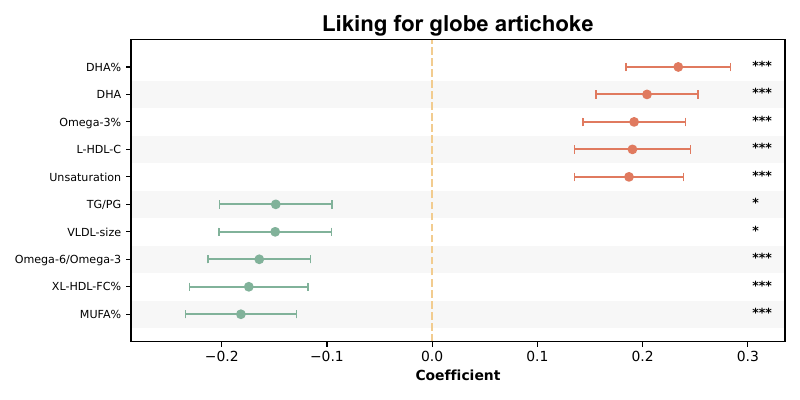 Liking for globe artichoke
DHA% ***
DHA ***
Omega-3% ***
L-HDL-C ***
Unsaturation ***
TG/PG *
VLDL-size *
Omega-6/Omega-3 ***
XL-HDL-FC% ***
MUFA% ***
−0.2 −0.1 0.0 0.1 0.2 0.3
Coefficient